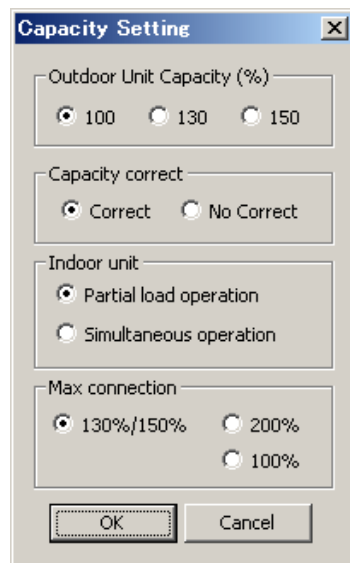 Capacity Setting
Outdoor Unit Capacity (%)
100 130 150
Capacity correct
Correct No Correct
Indoor unit
Partial load operation
Simultaneous operation
Max connection
130%/150% 200%
100%
OK Cancel